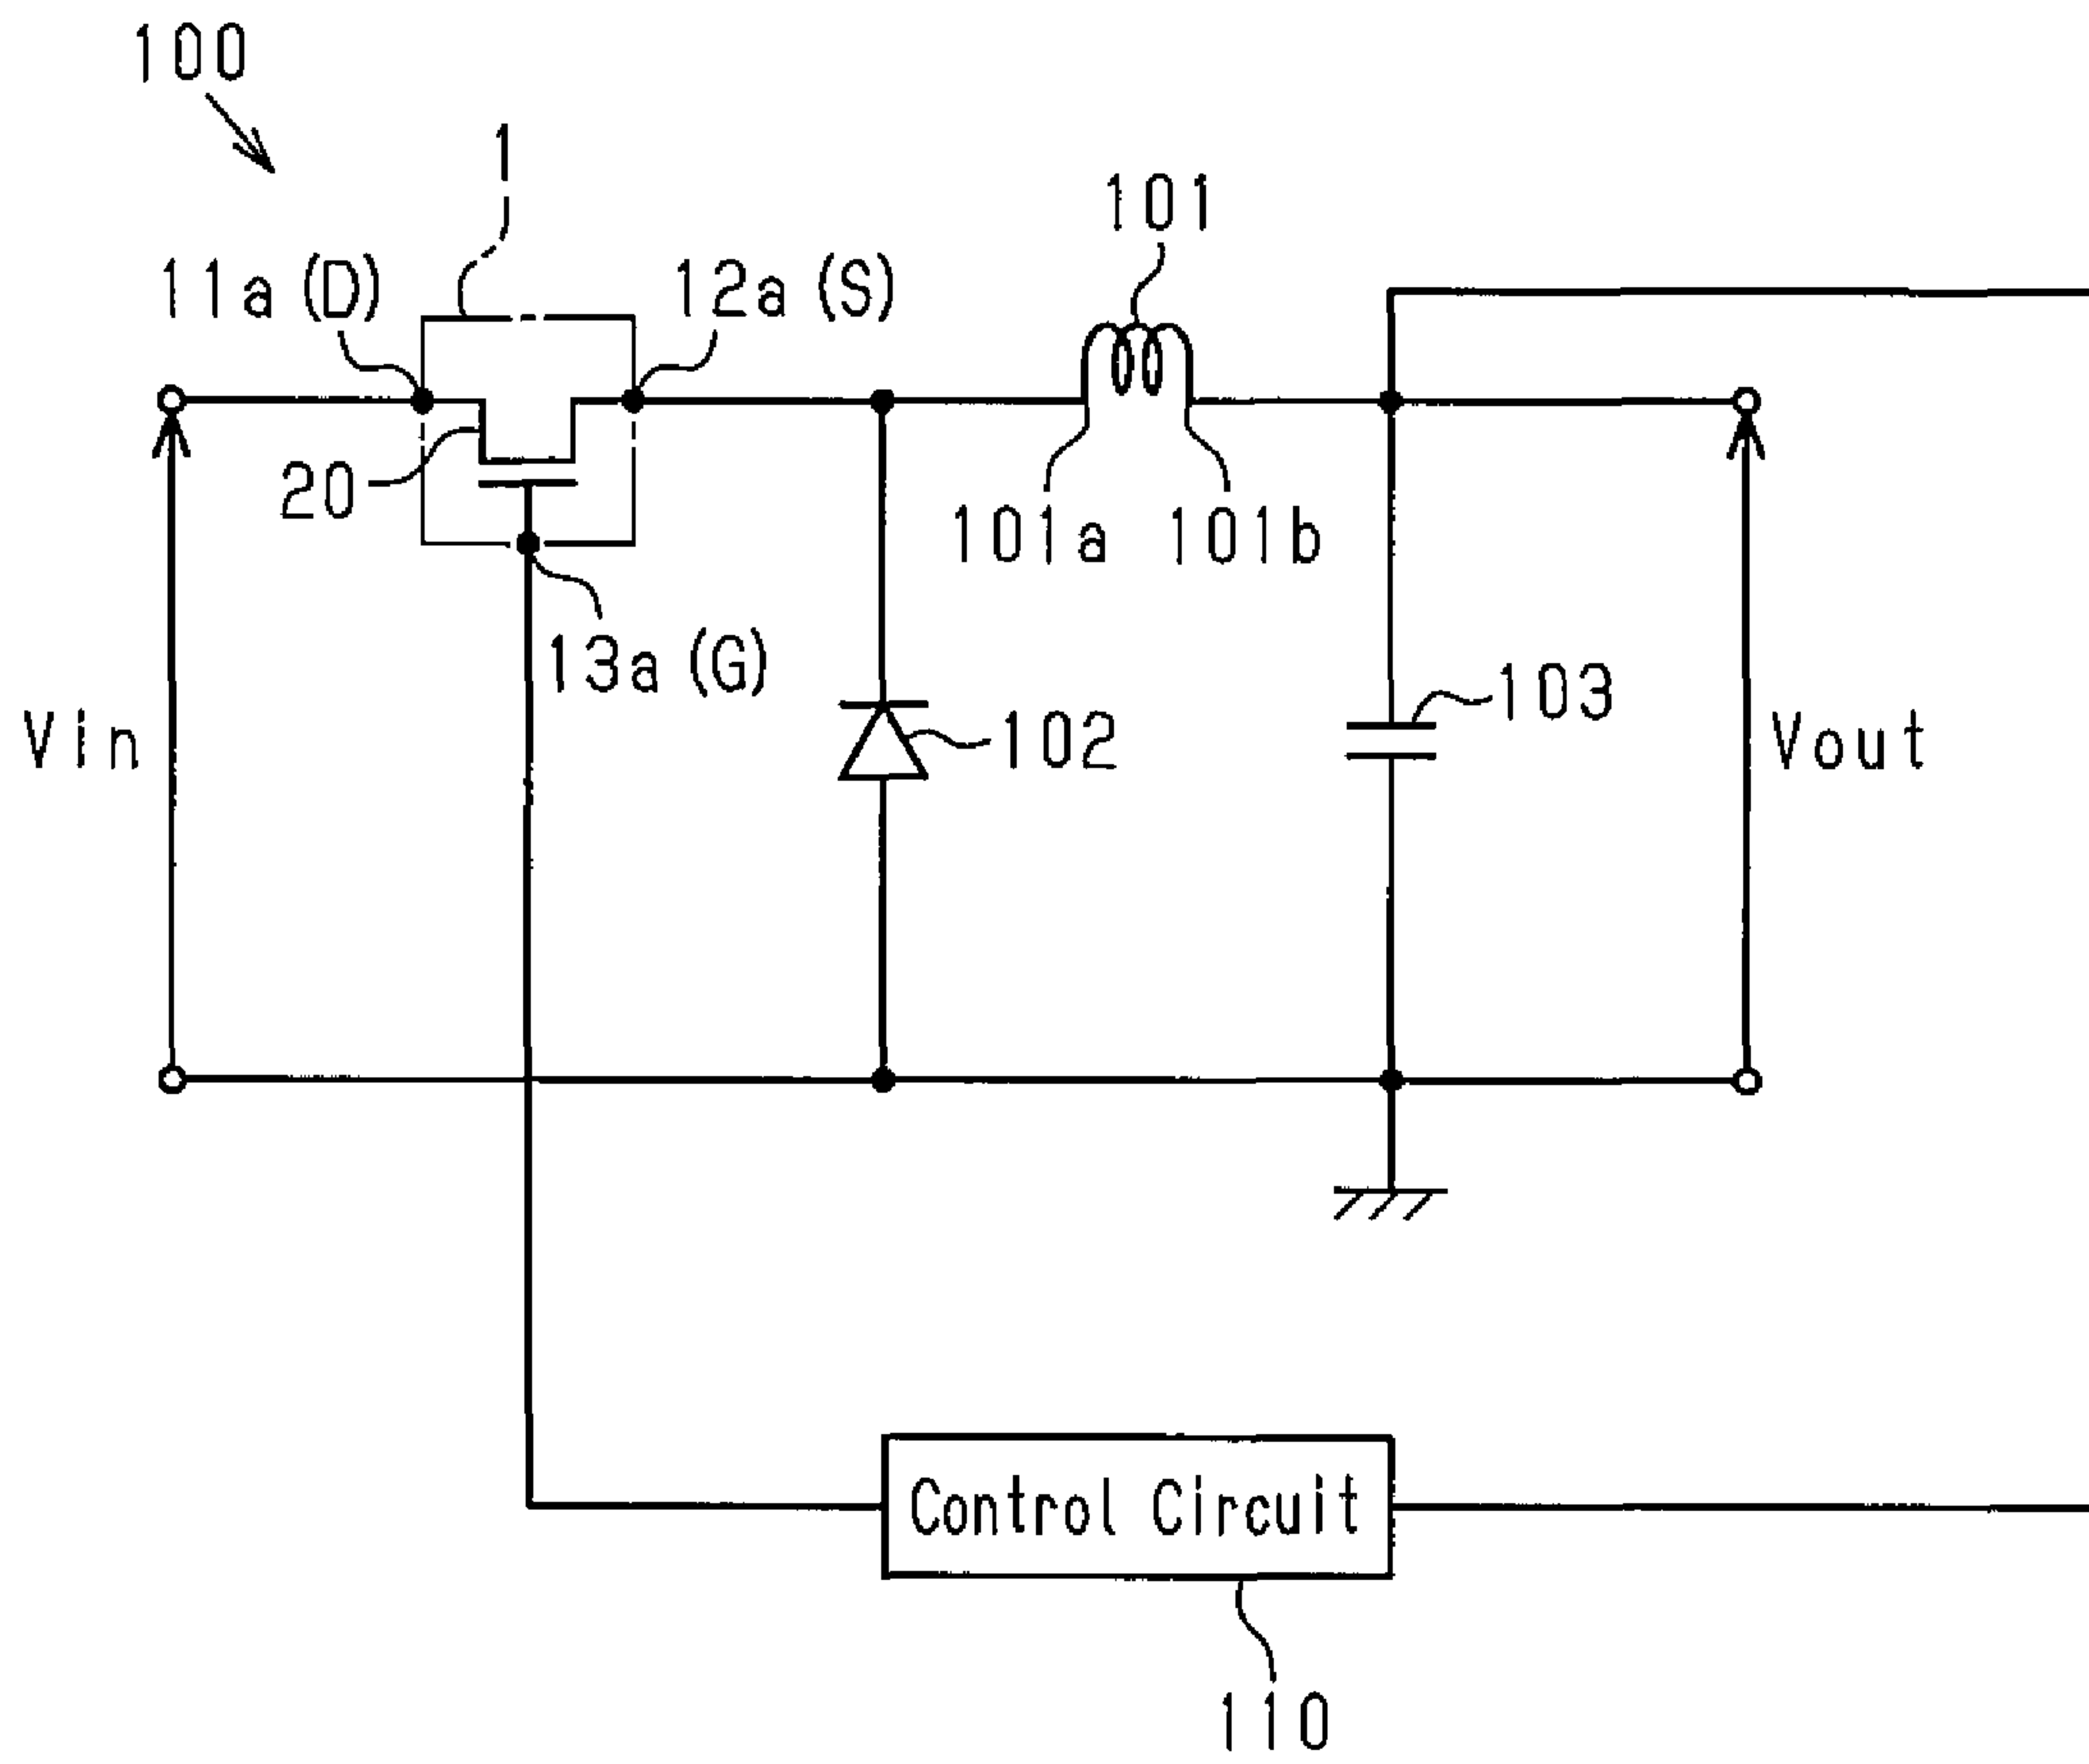 100
1
101
11a (D)
12a (S)
20
101a
101b
13a (G)
103
Vin
102
Vout
Control Circuit
110